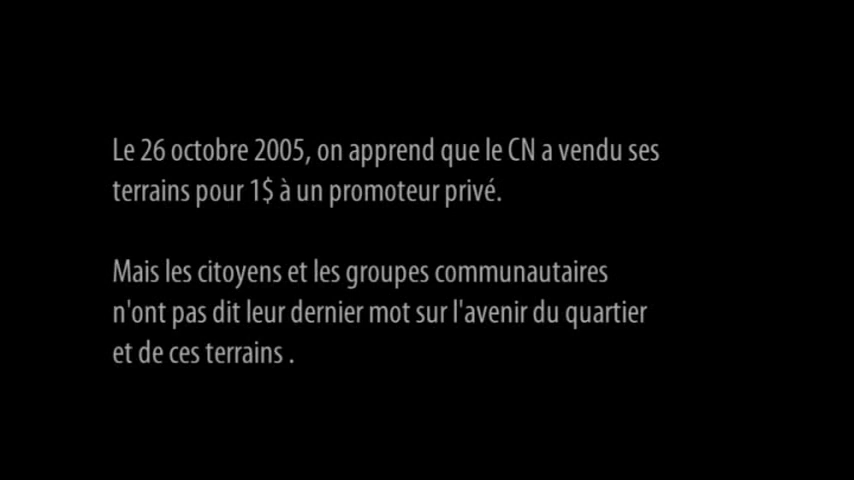 Le 26 octobre 2005, on apprend que le CN a vendu ses
terrains pour 1$ à un promoteur privé.
Mais les citoyens et les groupes communautaires
n'ont pas dit leur dernier mot sur l'avenir du quartier
et de ces terrains .